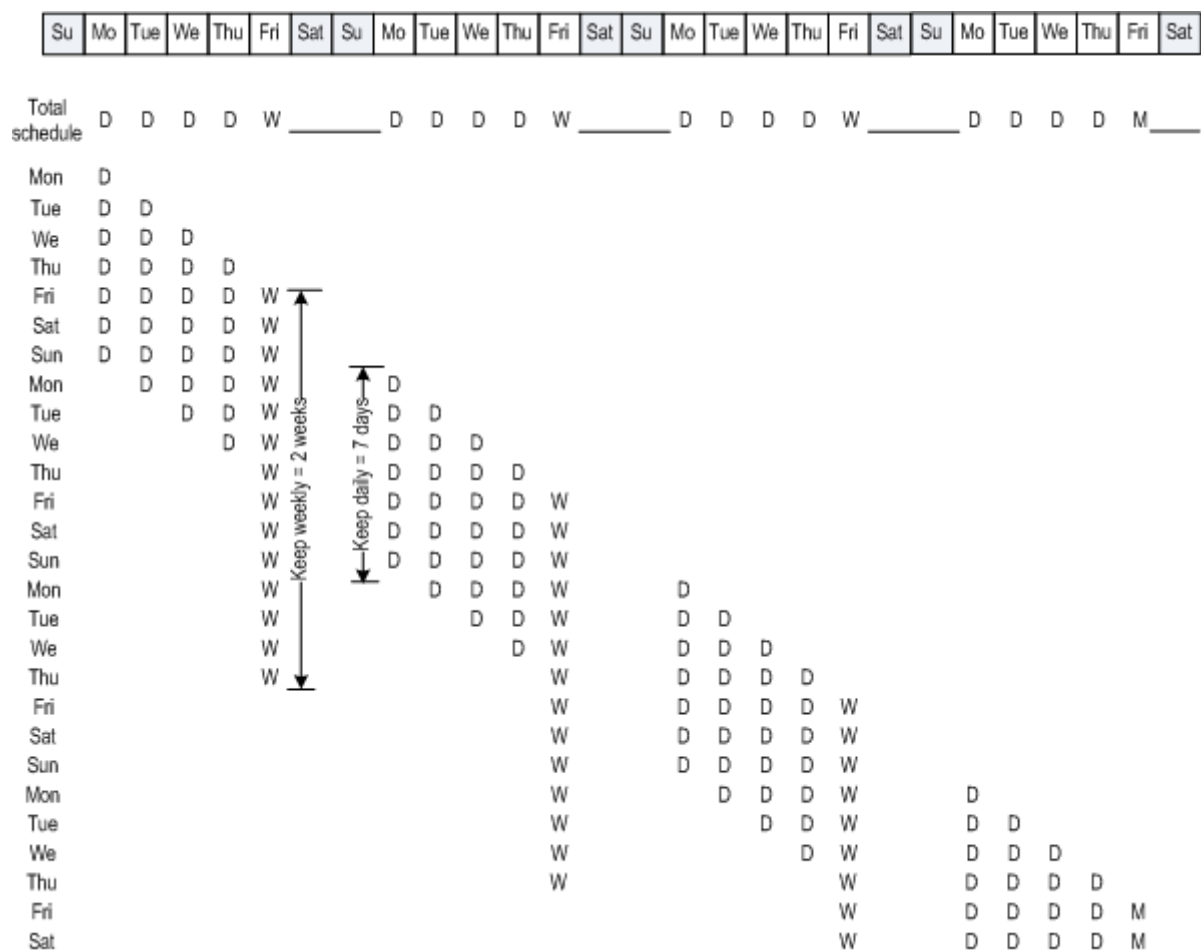 Su Mo Tue We Thu Fri Sat Su Mo Tue We Thu Fri Sat Su Mo Tue We Thu Fri Sat Su Mo Tue We Thu Fri Sat
Total
schedule D D D D W D D D D W D D D D W D D D D M
Mon D
Tue D D
We D D D
Thu D D D D
Fri D D D D W
Sat D D D D W
Sun D D D D W
Mon D D D W D
Tue D D W D D
We D W D D D
Thu W D D D D
Fri W D D D D W
Sat W D D D D W
Sun W D D D D W
Mon W D D D W D
Tue W D D W D D
We W D W D D D
Thu W W D D D D
Fri W D D D D W
Sat W D D D D W
Sun W D D D D W
Mon W D D D W D
Tue W D D W D D
We W D W D D D
Thu W W D D D D
Fri W D D D D M
Sat W D D D D M
Keep weekly = 2 weeks
Keep daily = 7 days